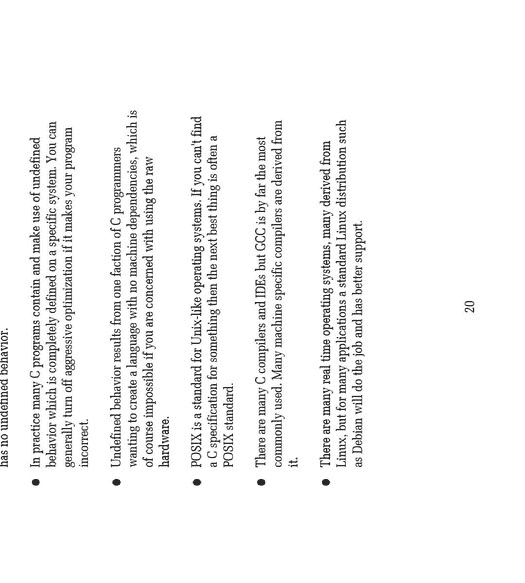 has no undefined behavior.
● In practice many C programs contain and make use of undefined
behavior which is completely defined on a specific system. You can
generally turn off aggressive optimization if it makes your program
incorrect.
● Undefined behavior results from one faction of C programmers
wanting to create a language with no machine dependencies, which is
of course impossible if you are concerned with using the raw
hardware.
● POSIX is a standard for Unix-like operating systems. If you can't find
a C specification for something then the next best thing is often a
POSIX standard.
● There are many C compilers and IDEs but GCC is by far the most
commonly used. Many machine specific compilers are derived from
it.
● There are many real time operating systems, many derived from
Linux, but for many applications a standard Linux distribution such
as Debian will do the job and has better support.
20